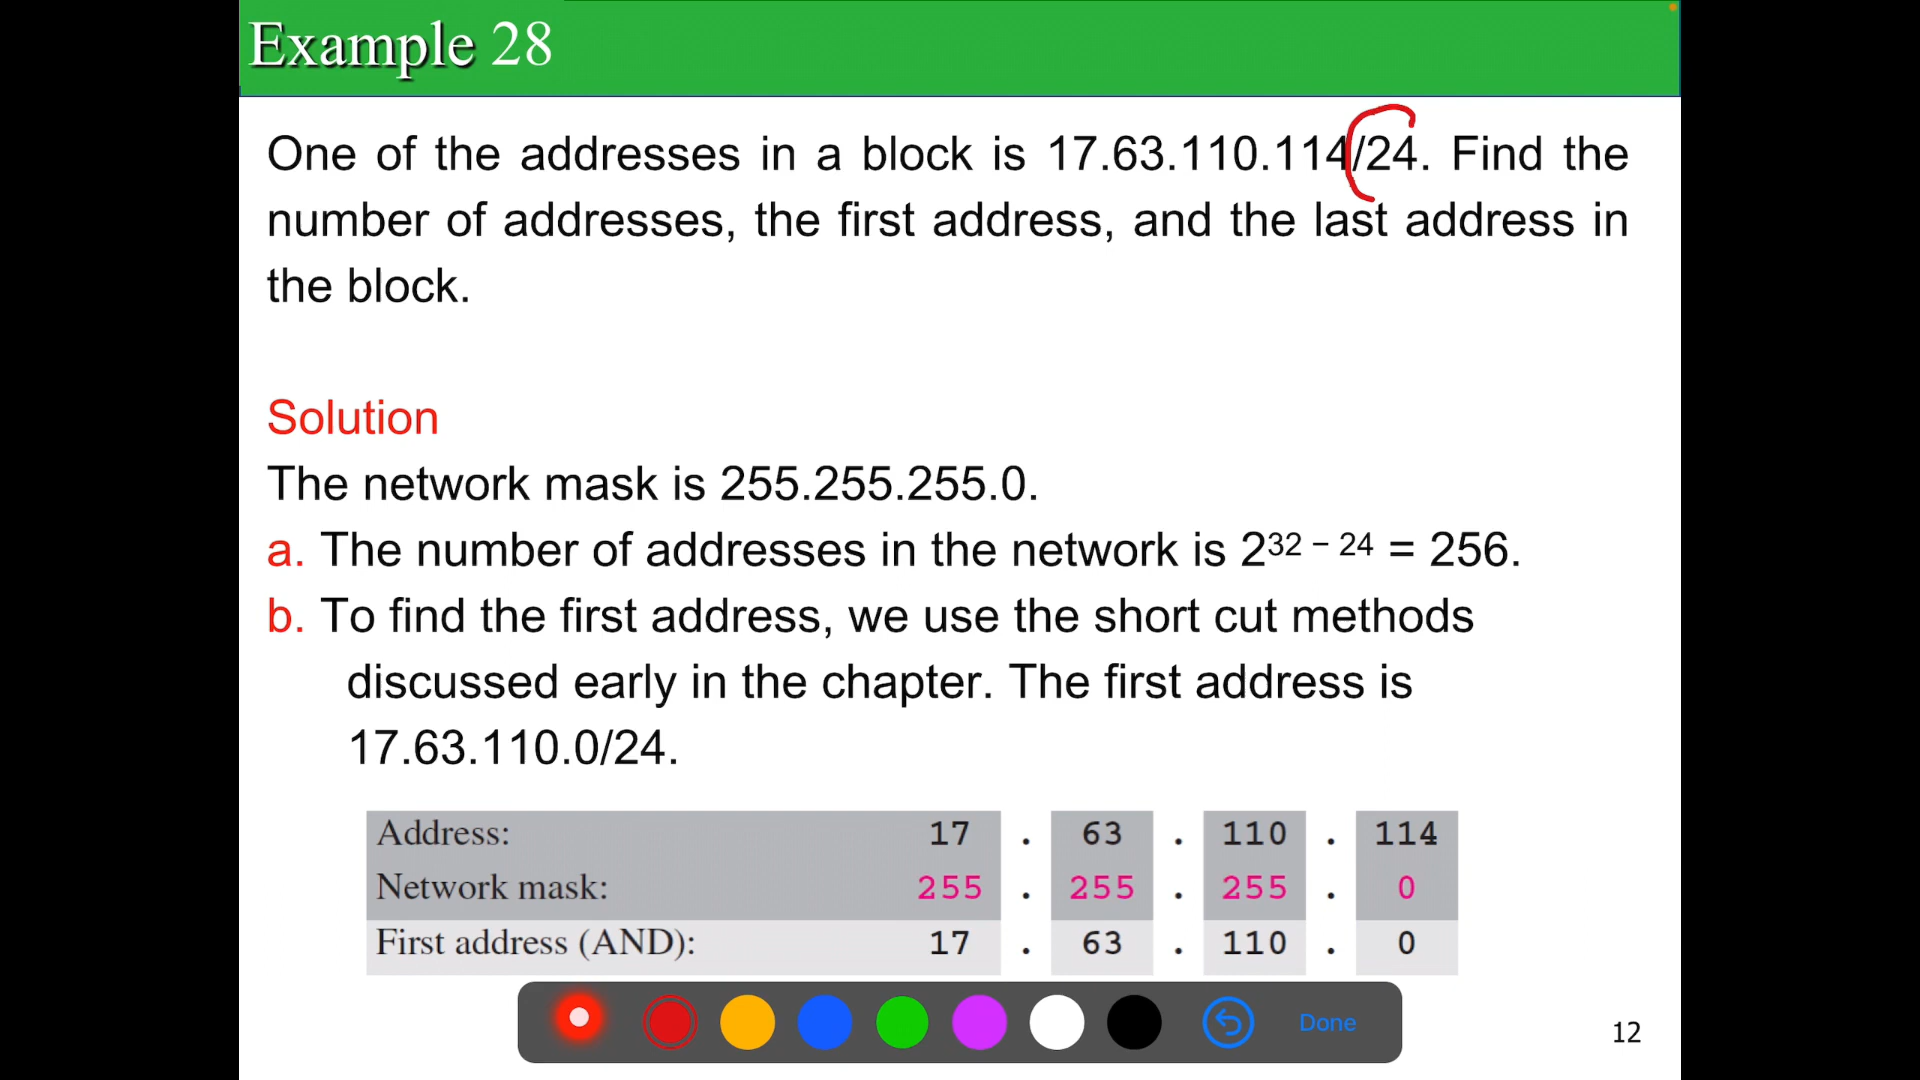 Example 28
One of the addresses in a block is 17.63.110.114/24. Find the
number of addresses, the first address, and the last address in
the block.
Solution
The network mask is 255.255.255.0.
a. The number of addresses in the network is 2³² ⁻ ²⁴ = 256.
b. To find the first address, we use the short cut methods
discussed early in the chapter. The first address is
17.63.110.0/24.
Address: 17 . 63 . 110 . 114
Network mask: 255 . 255 . 255 . 0
First address (AND): 17 . 63 . 110 . 0
Done
12